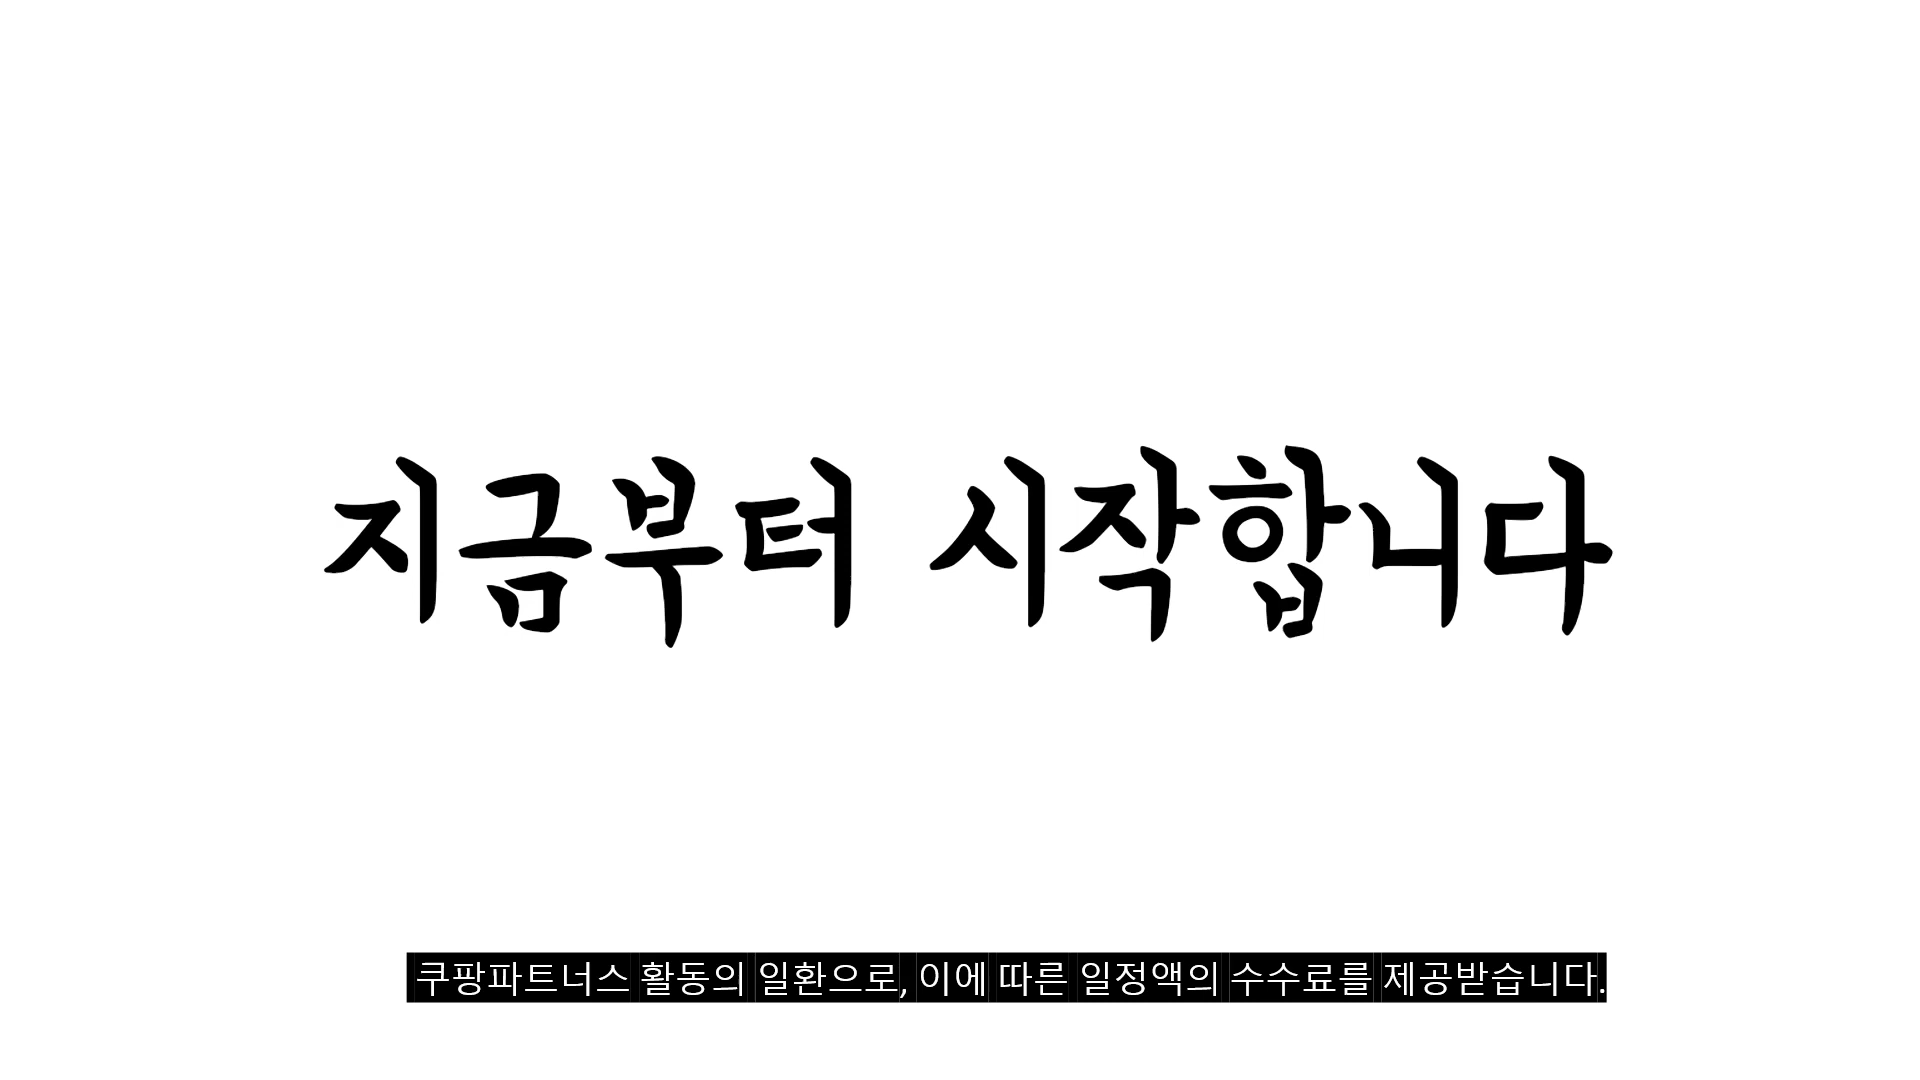 지금부터 시작합니다
쿠팡파트너스 활동의 일환으로, 이에 따른 일정액의 수수료를 제공받습니다.